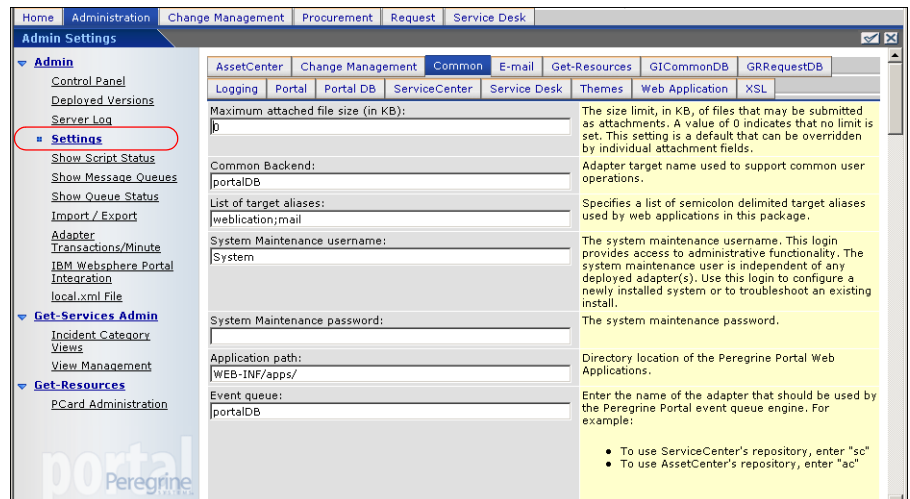 Home Administration Change Management Procurement Request Service Desk
Admin Settings
Admin
Control Panel
Deployed Versions
Server Log
Settings
Show Script Status
Show Message Queues
Show Queue Status
Import / Export
Adapter
Transactions/Minute
IBM Websphere Portal
Integration
local.xml File
Get-Services Admin
Incident Category
Views
View Management
Get-Resources
PCard Administration
portal
Peregrine
SYSTEMS
AssetCenter Change Management Common E-mail Get-Resources GICommonDB GRRequestDB
Logging Portal Portal DB ServiceCenter Service Desk Themes Web Application XSL
Maximum attached file size (in KB):
0
The size limit, in KB, of files that may be submitted
as attachments. A value of 0 indicates that no limit is
set. This setting is a default that can be overridden
by individual attachment fields.
Common Backend:
portalDB
Adapter target name used to support common user
operations.
List of target aliases:
weblication;mail
Specifies a list of semicolon delimited target aliases
used by web applications in this package.
System Maintenance username:
System
The system maintenance username. This login
provides access to administrative functionality. The
system maintenance user is independent of any
deployed adapter(s). Use this login to configure a
newly installed system or to troubleshoot an existing
install.
System Maintenance password:
The system maintenance password.
Application path:
WEB-INF/apps/
Directory location of the Peregrine Portal Web
Applications.
Event queue:
portalDB
Enter the name of the adapter that should be used by
the Peregrine Portal event queue engine. For
example:
● To use ServiceCenter's repository, enter "sc"
● To use AssetCenter's repository, enter "ac"